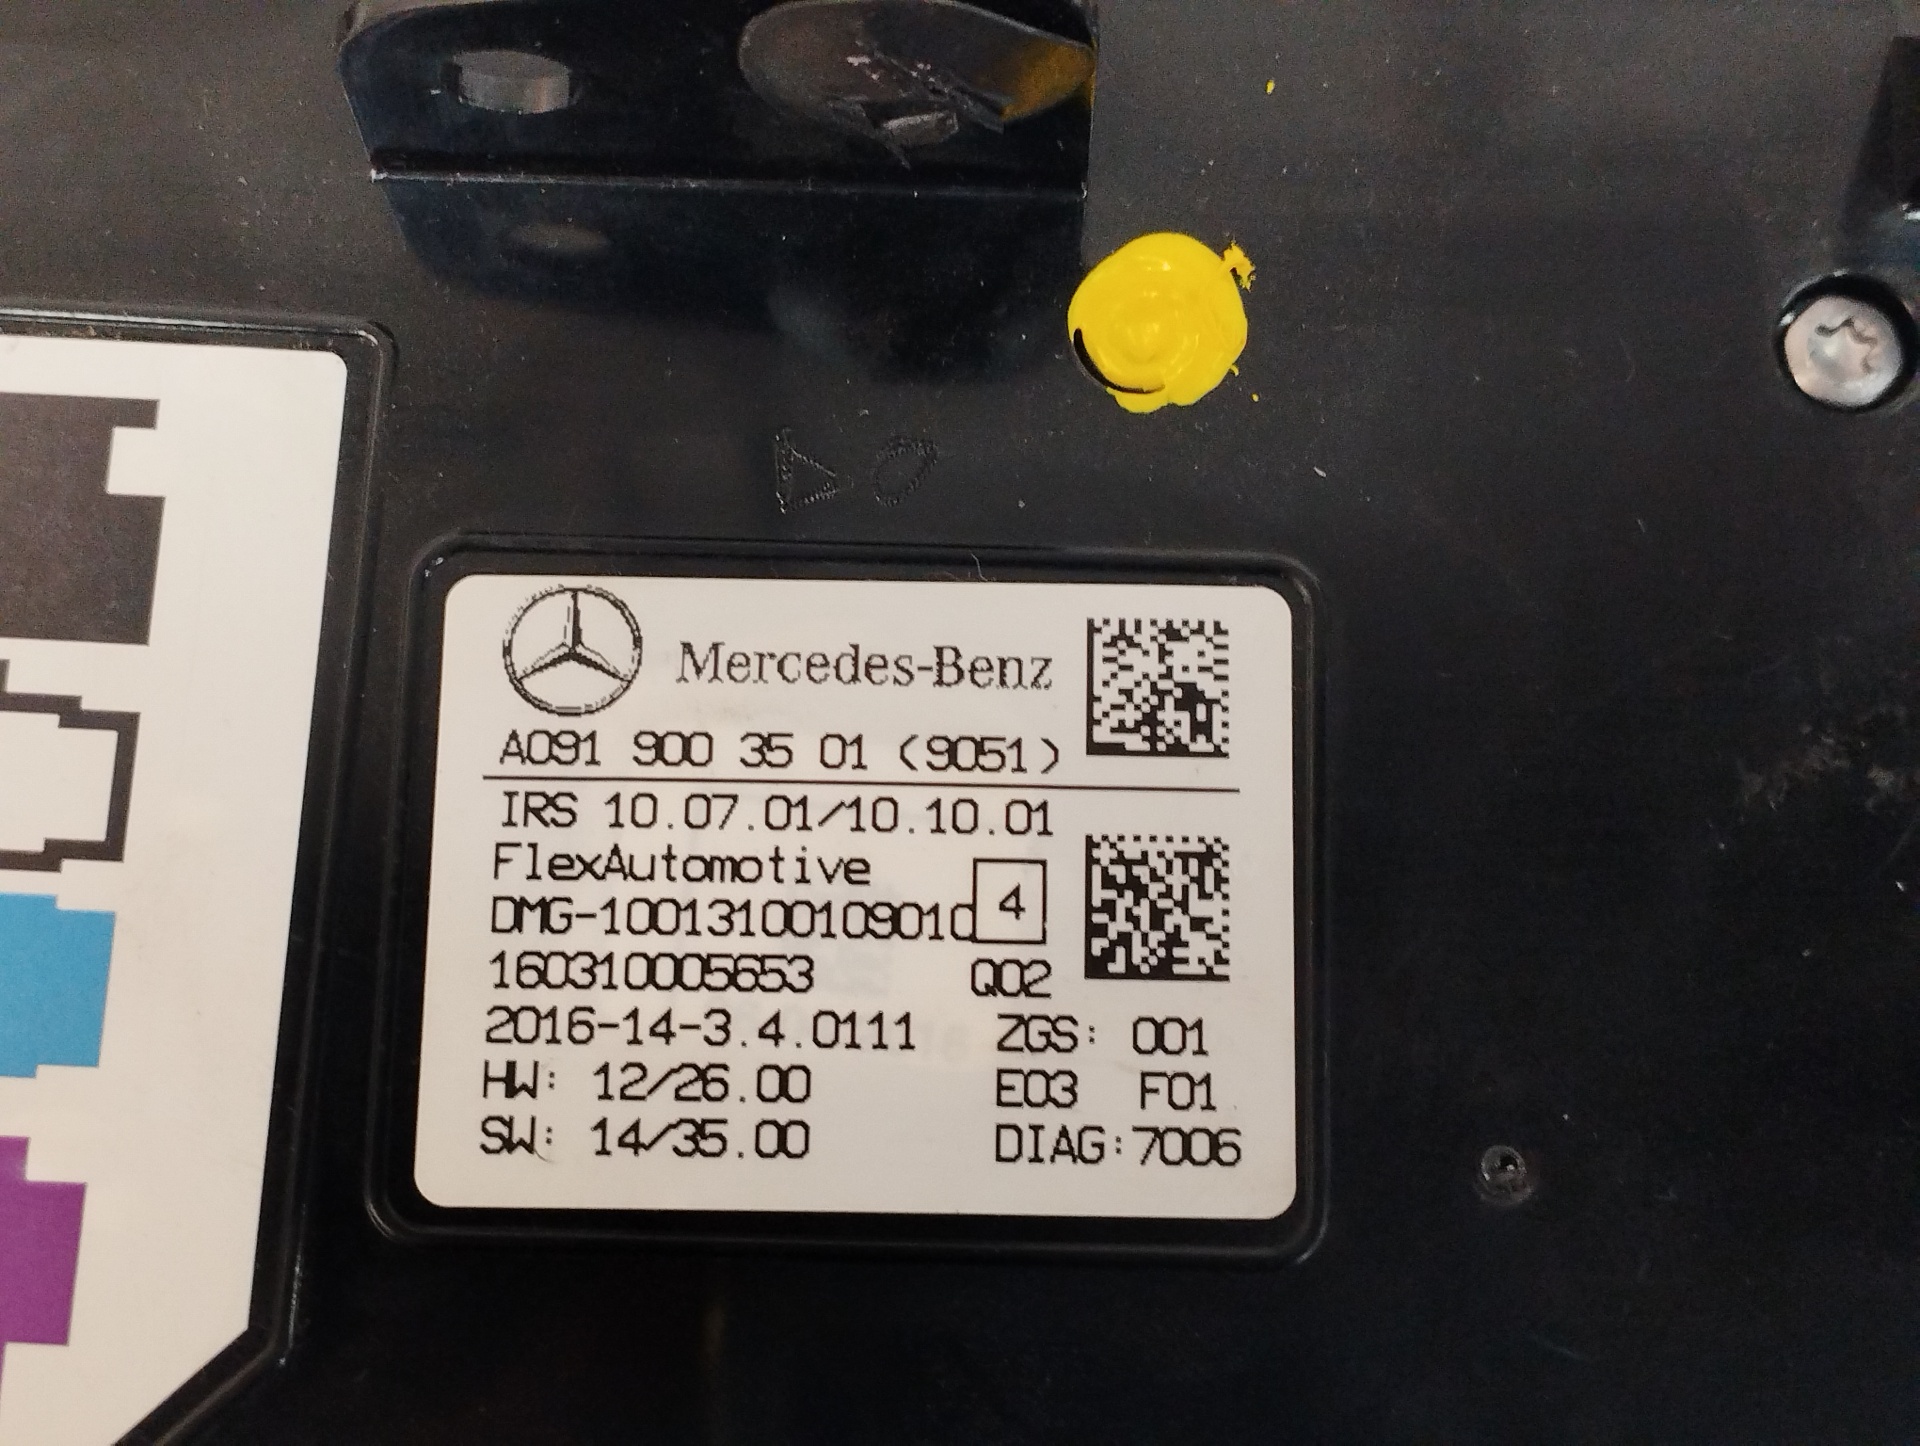 Mercedes-Benz
A091 900 35 01 (9051)
IRS 10.07.01/10.10.01
FlexAutomotive
DMG-1001310010901C 4
160310005653 Q02
2016-14-3.4.0111 ZGS: 001
HW: 12/26.00 E03 F01
SW: 14/35.00 DIAG:7006